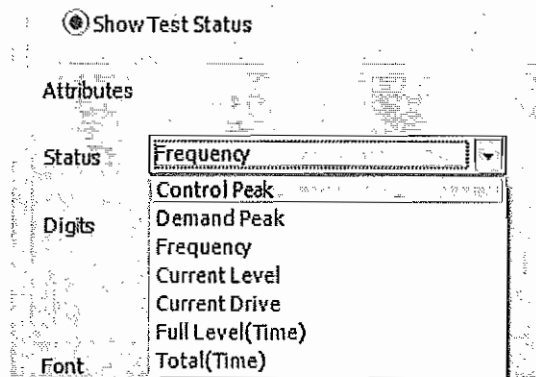 Show Test Status
Attributes
Status Frequency
Control Peak
Digits Demand Peak
Frequency
Current Level
Current Drive
Full Level(Time)
Font Total(Time)